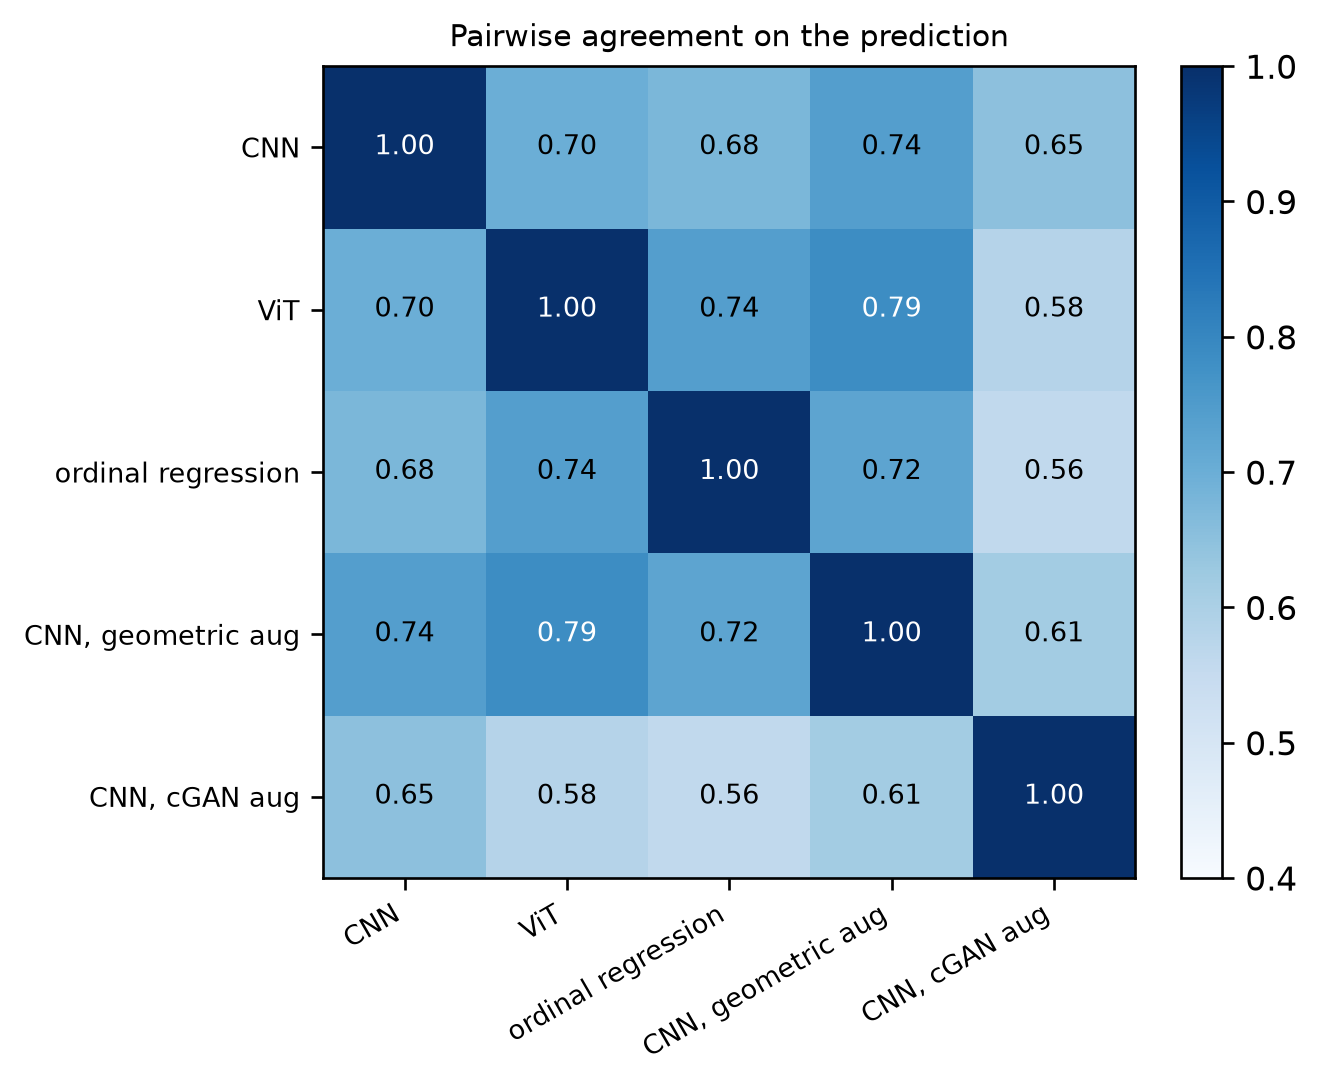 Pairwise agreement on the prediction
CNN 1.00 0.70 0.68 0.74 0.65
ViT 0.70 1.00 0.74 0.79 0.58
ordinal regression 0.68 0.74 1.00 0.72 0.56
CNN, geometric aug 0.74 0.79 0.72 1.00 0.61
CNN, cGAN aug 0.65 0.58 0.56 0.61 1.00
CNN
ViT
ordinal regression
CNN, geometric aug
CNN, cGAN aug
1.0
0.9
0.8
0.7
0.6
0.5
0.4